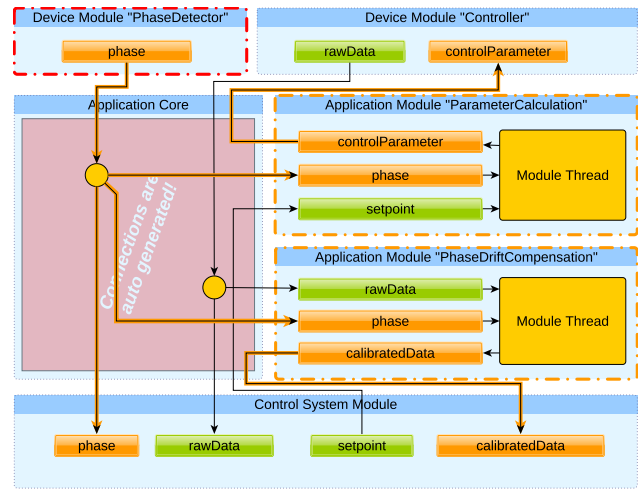 Device Module "PhaseDetector"
phase
Device Module "Controller"
rawData
controlParameter
Application Core
Connections are
auto generated!
Application Module "ParameterCalculation"
controlParameter
phase
setpoint
Module Thread
Application Module "PhaseDriftCompensation"
rawData
phase
calibratedData
Module Thread
Control System Module
phase
rawData
setpoint
calibratedData